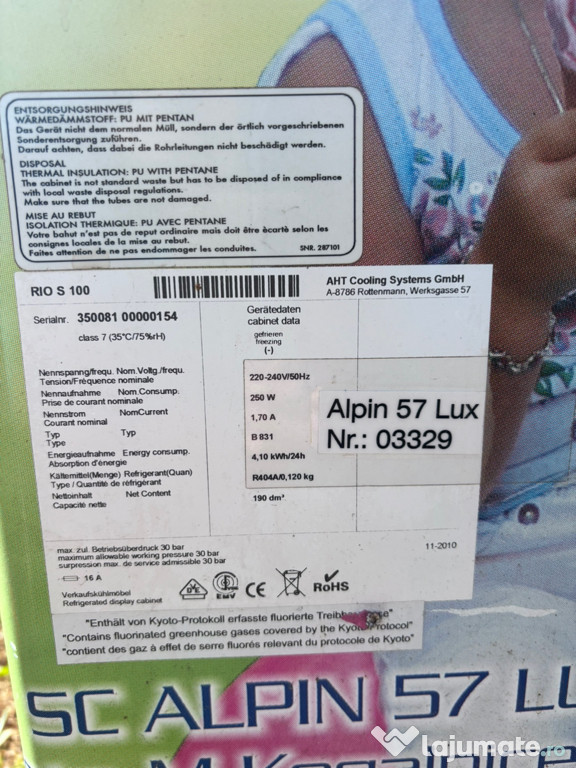 ENTSORGUNGSHINWEIS
WÄRMEDÄMMSTOFF: PU MIT PENTAN
Das Gerät nicht dem normalen Müll, sondern der örtlich vorgeschriebenen
Sonderentsorgung zuführen.
Darauf achten, dass dabei die Rohrleitungen nicht beschädigt werden.
DISPOSAL
THERMAL INSULATION: PU WITH PENTANE
The cabinet is not standard waste but has to be disposed of in compliance
with local waste disposal regulations.
Make sure that the tubes are not damaged.
MISE AU REBUT
ISOLATION THERMIQUE: PU AVEC PENTANE
Votre bahut n'est pas de reput ordinaire mais doit être écarté selon les
consignes locales de la mise au rebut.
Faites attention de ne pas endommager les conduites. SNR. 287101
RIO S 100
AHT Cooling Systems GmbH
A-8786 Rottenmann, Werksgasse 57
Serialnr. 350081 00000154
class 7 (35°C/75%rH)
Gerätedaten
cabinet data
gefrieren
freezing
(-)
Nennspanng/frequ. Nom.Voltg./frequ. 220-240V/50Hz
Tension/Fréquence nominale
Nennaufnahme Nom.Consump. 250 W
Prise de courant nominale
Nennstrom NomCurrent 1,70 A
Courant nominal
Typ Typ B 831
Type
Energieaufnahme Energy consump. 4,10 kWh/24h
Absorption d'énergie
Kältemittel(Menge) Refrigerant(Quan) R404A/0,120 kg
Type / Quantité de réfrigérant
Nettoinhalt Net Content 190 dm³
Capacité nette
Alpin 57 Lux
Nr.: 03329
max. zul. Betriebsüberdruck 30 bar
maximum allowable working pressure 30 bar
surpression max. de service admissible 30 bar
11-2010
16 A
Verkaufskühlmöbel
Refrigerated display cabinet
VDE
EMV
CE
RoHS
"Enthält von Kyoto-Protokoll erfasste fluorierte
"Contains fluorinated greenhouse gases covered by the Kyoto Protocol"
"contient des gaz à effet de serre fluorés relevant du protocole de Kyoto"
SC ALPIN 57 LU
Lajumate.ro